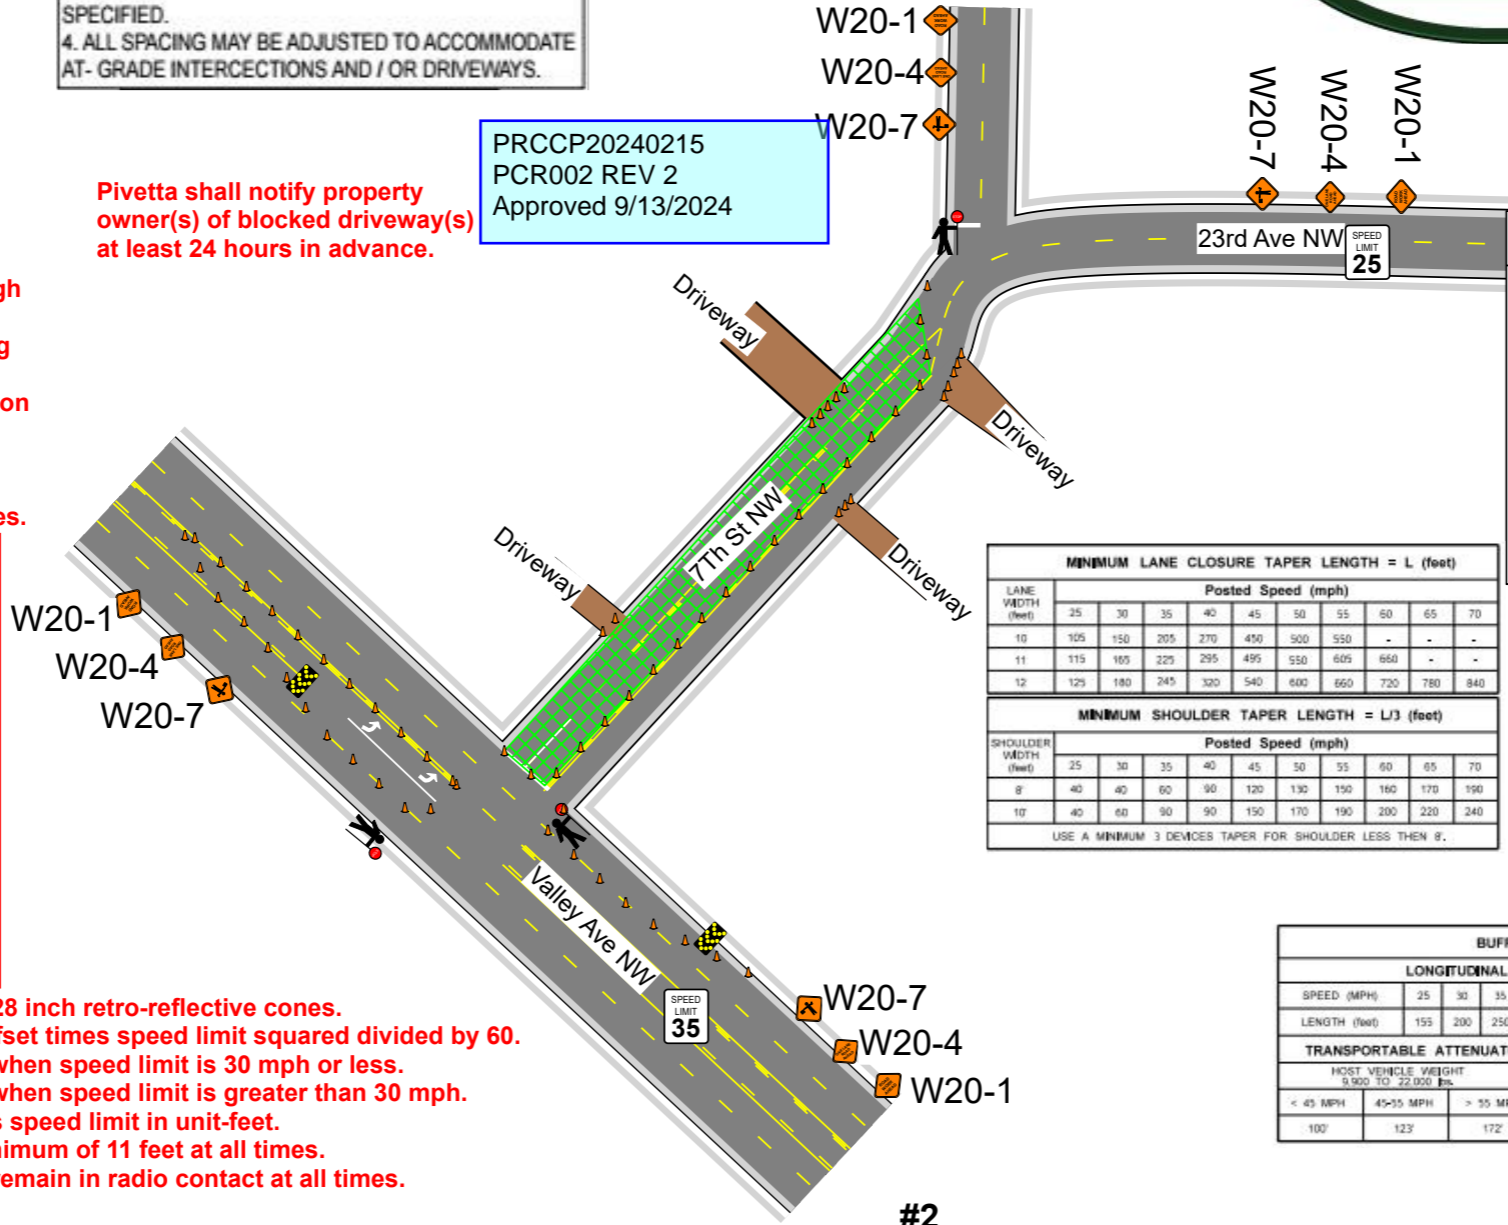 SPECIFIED.
4. ALL SPACING MAY BE ADJUSTED TO ACCOMMODATE
AT- GRADE INTERCECTIONS AND / OR DRIVEWAYS.
PRCCP20240215
PCR002 REV 2
Approved 9/13/2024
Pivetta shall notify property
owner(s) of blocked driveway(s)
at least 24 hours in advance.
gh
g
on
es.
W20-1
W20-4
W20-7
W20-7
W20-4
W20-1
23rd Ave NW
SPEED
LIMIT
25
Driveway
Driveway
Driveway
Driveway
7Th St NW
W20-1
W20-4
W20-7
Valley Ave NW
SPEED
LIMIT
35
W20-7
W20-4
W20-1
MINIMUM LANE CLOSURE TAPER LENGTH = L (feet)
LANE WIDTH (feet) Posted Speed (mph)
25 30 35 40 45 50 55 60 65 70
10 105 150 205 270 450 500 550 - - -
11 115 165 225 295 495 550 605 660 - -
12 125 180 245 320 540 600 660 720 780 840
MINIMUM SHOULDER TAPER LENGTH = L/3 (feet)
SHOULDER WIDTH (feet) Posted Speed (mph)
25 30 35 40 45 50 55 60 65 70
8' 40 40 60 90 120 130 150 160 170 190
10' 40 60 90 90 150 170 190 200 220 240
USE A MINIMUM 3 DEVICES TAPER FOR SHOULDER LESS THEN 8'.
BUFF
LONGITUDINAL
SPEED (MPH) 25 30 35
LENGTH (feet) 155 200 250
TRANSPORTABLE ATTENUAT
HOST VEHICLE WEIGHT
9,900 TO 22,000 lbs.
< 45 MPH 45-55 MPH > 55 MP
100' 123' 172'
28 inch retro-reflective cones.
fset times speed limit squared divided by 60.
when speed limit is 30 mph or less.
when speed limit is greater than 30 mph.
s speed limit in unit-feet.
nimum of 11 feet at all times.
remain in radio contact at all times.
#2